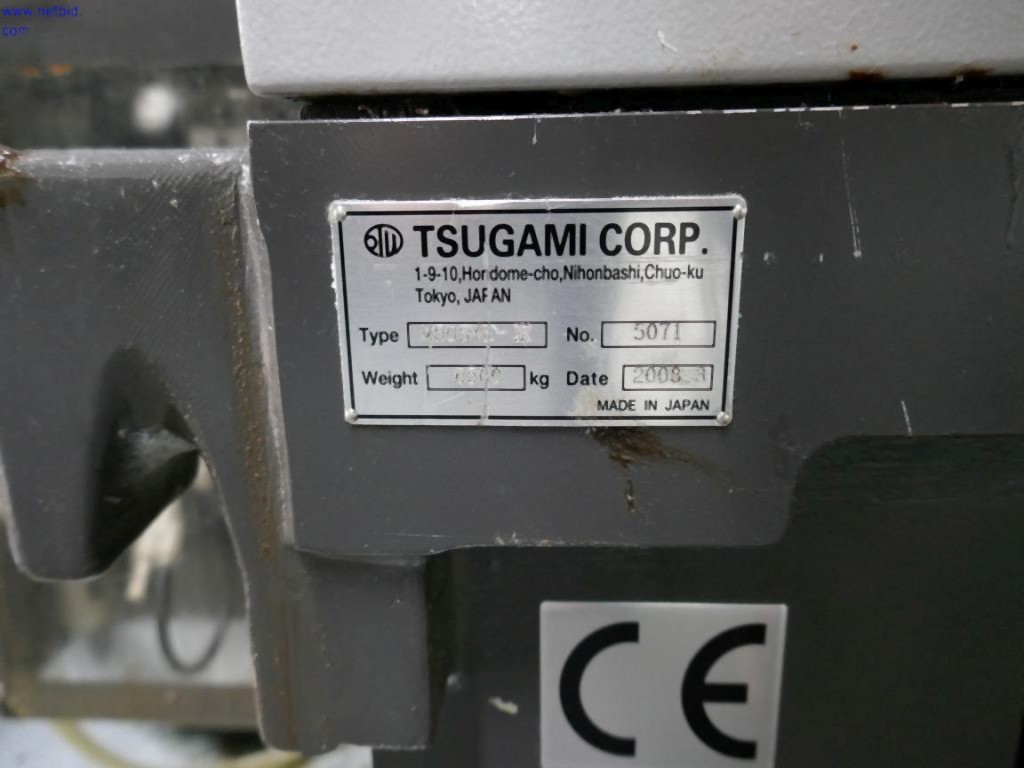 www.netbid.
com
TSUGAMI CORP.
1-9-10,Horidome-cho,Nihonbashi,Chuo-ku
Tokyo, JAPAN
Type No. 5071
Weight kg Date 2008
MADE IN JAPAN
CE